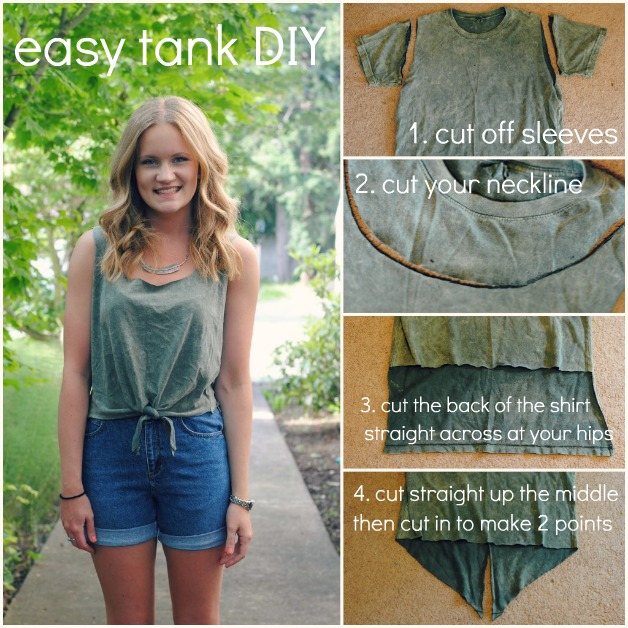 easy tank DIY
1. cut off sleeves
2. cut your neckline
3. cut the back of the shirt
straight across at your hips
4. cut straight up the middle
then cut in to make 2 points